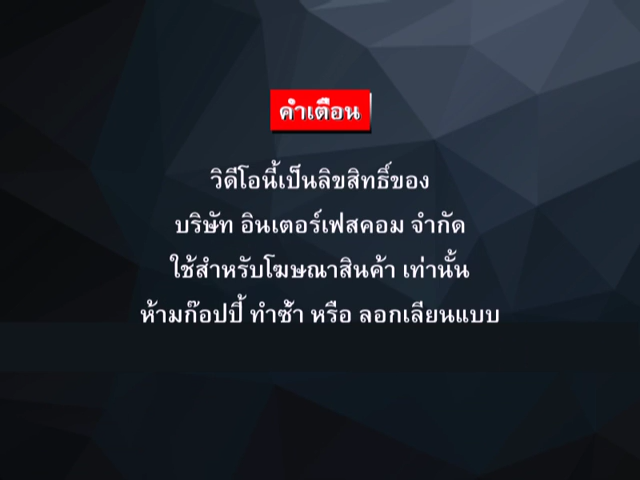 คำเตือน
วิดีโอนี้เป็นลิขสิทธิ์ของ
บริษัท อินเตอร์เฟสคอม จำกัด
ใช้สำหรับโฆษณาสินค้า เท่านั้น
ห้ามก๊อปปี้ ทำซ้ำ หรือ ลอกเลียนแบบ